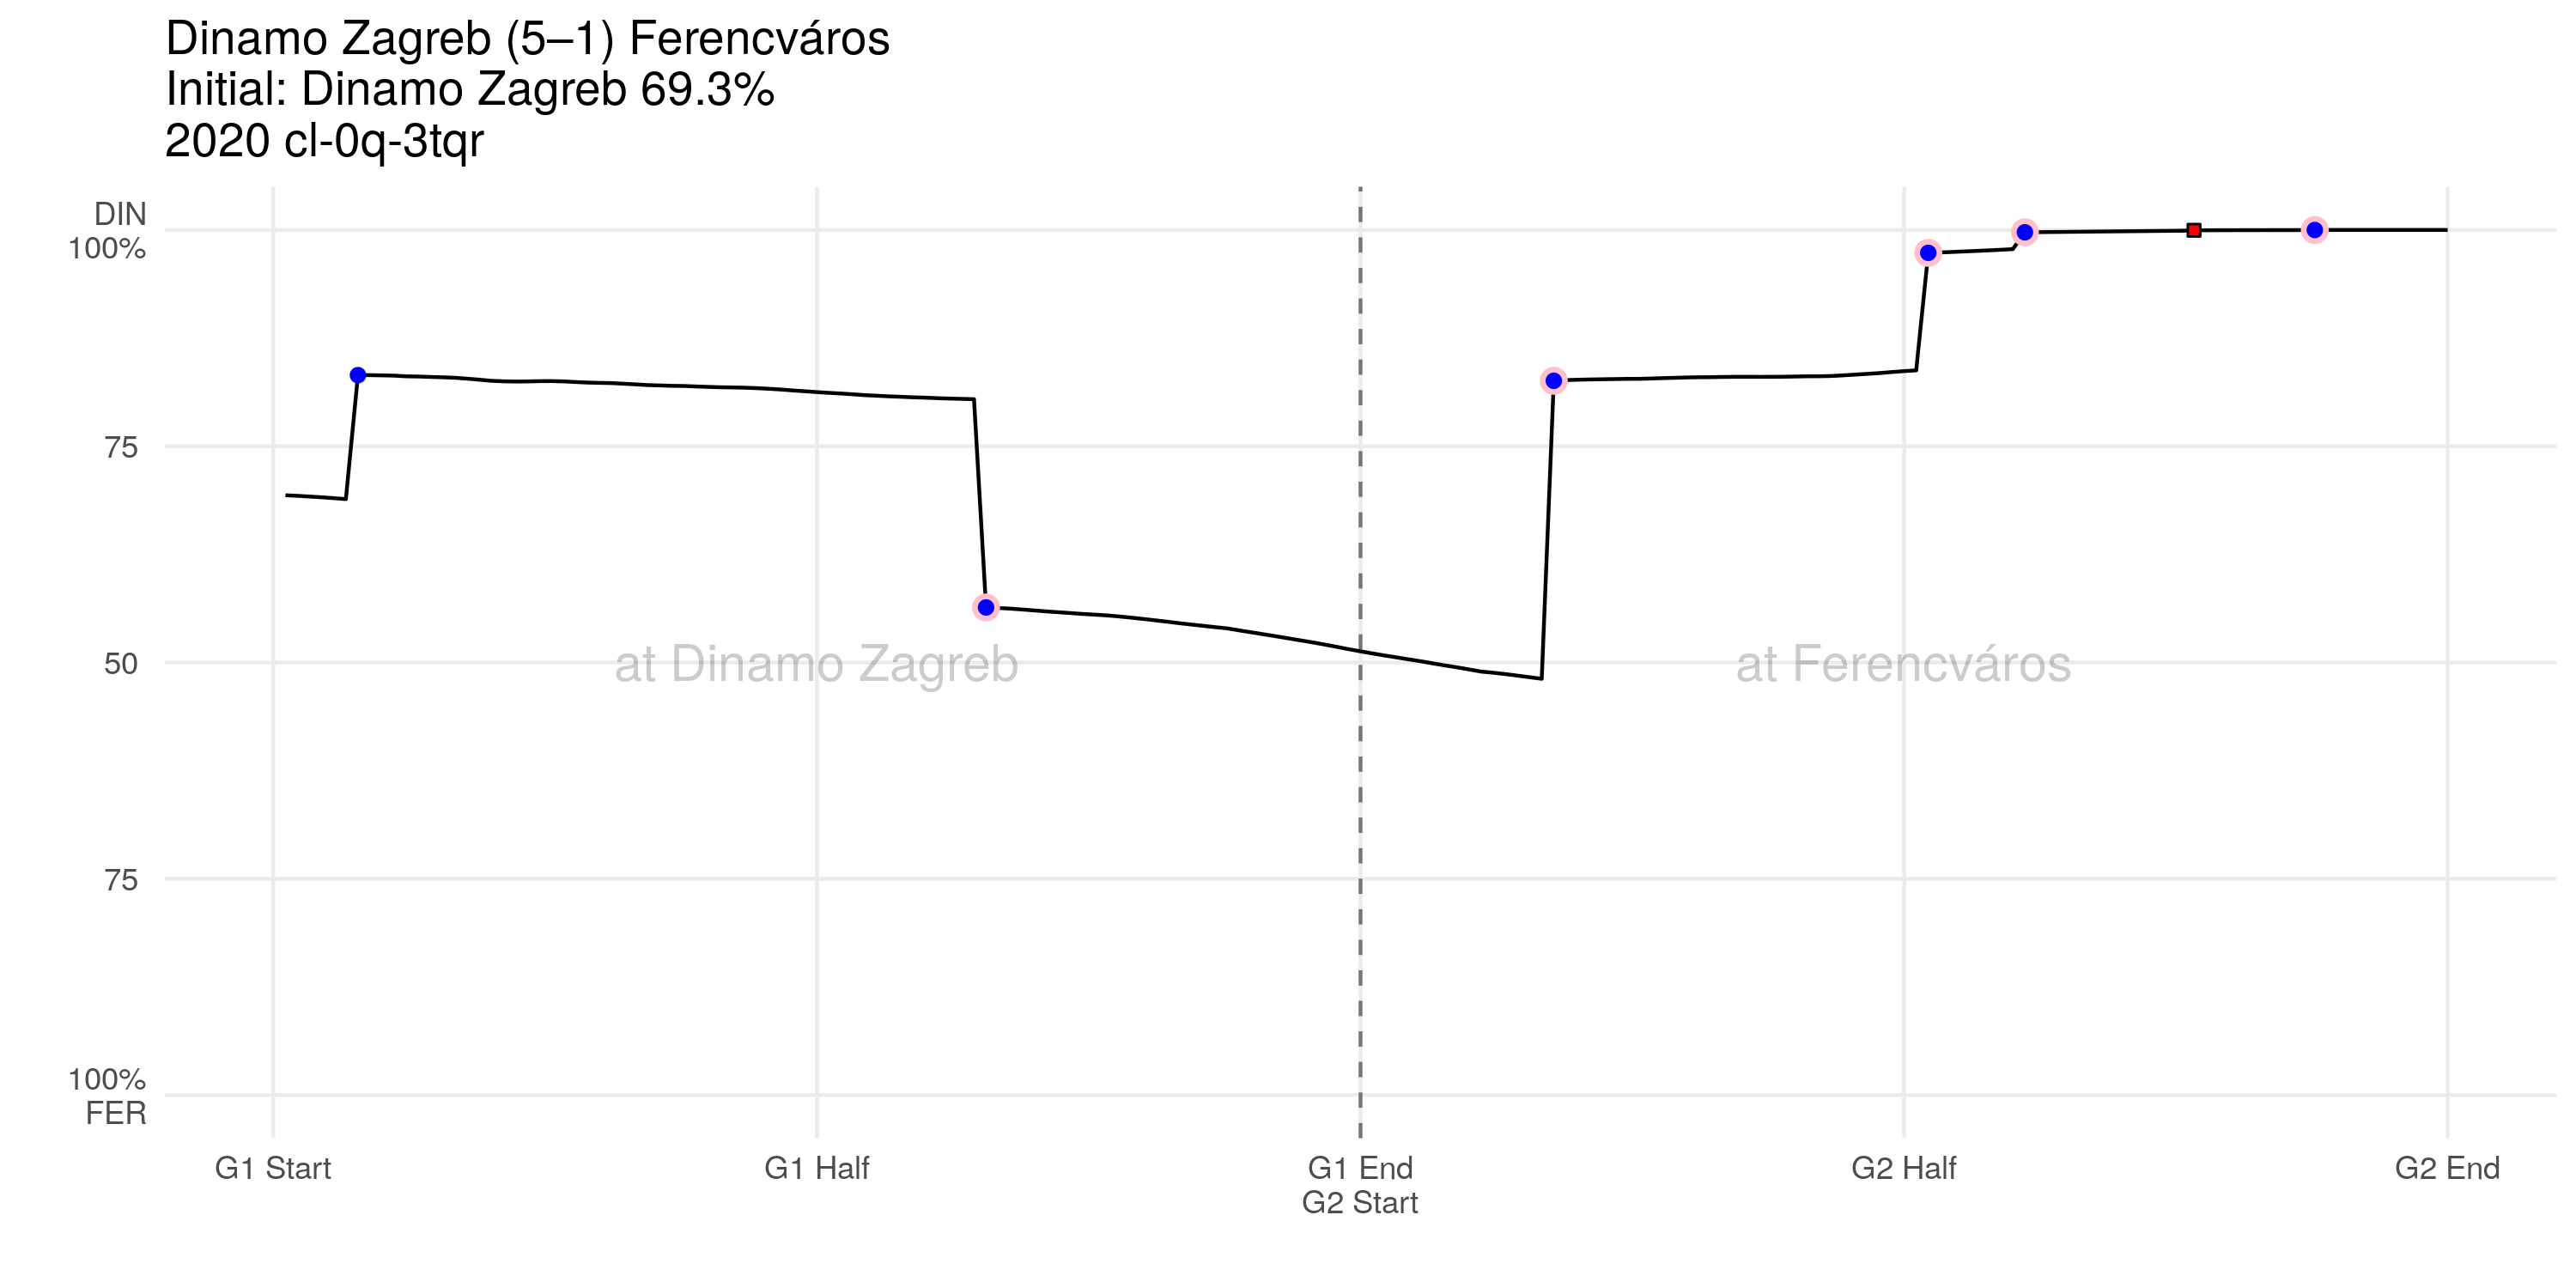 Dinamo Zagreb (5–1) Ferencváros
Initial: Dinamo Zagreb 69.3%
2020 cl-0q-3tqr
DIN
100%
75
50
75
100%
FER
at Dinamo Zagreb
at Ferencváros
G1 Start
G1 Half
G1 End
G2 Start
G2 Half
G2 End